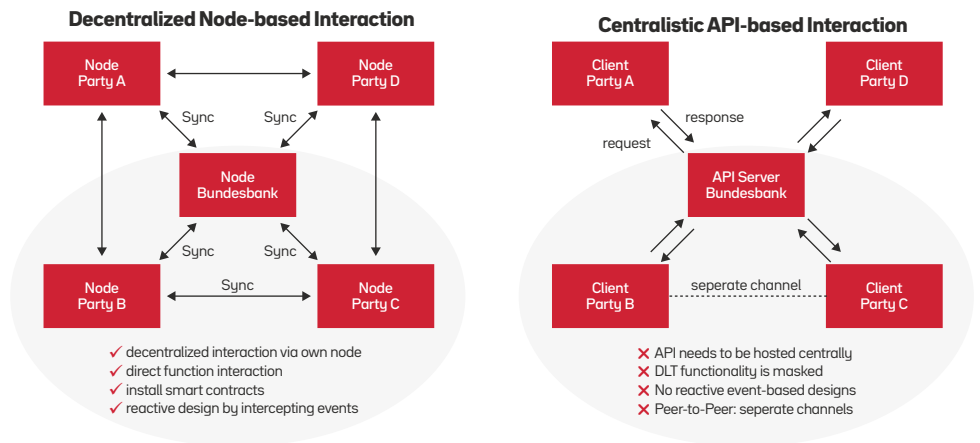 Decentralized Node-based Interaction
Node
Party A
Node
Party D
Sync
Sync
Node
Bundesbank
Sync
Sync
Node
Party B
Sync
Node
Party C
decentralized interaction via own node
direct function interaction
install smart contracts
reactive design by intercepting events
Centralistic API-based Interaction
Client
Party A
Client
Party D
response
request
API Server
Bundesbank
Client
Party B
seperate channel
Client
Party C
API needs to be hosted centrally
DLT functionality is masked
No reactive event-based designs
Peer-to-Peer: seperate channels